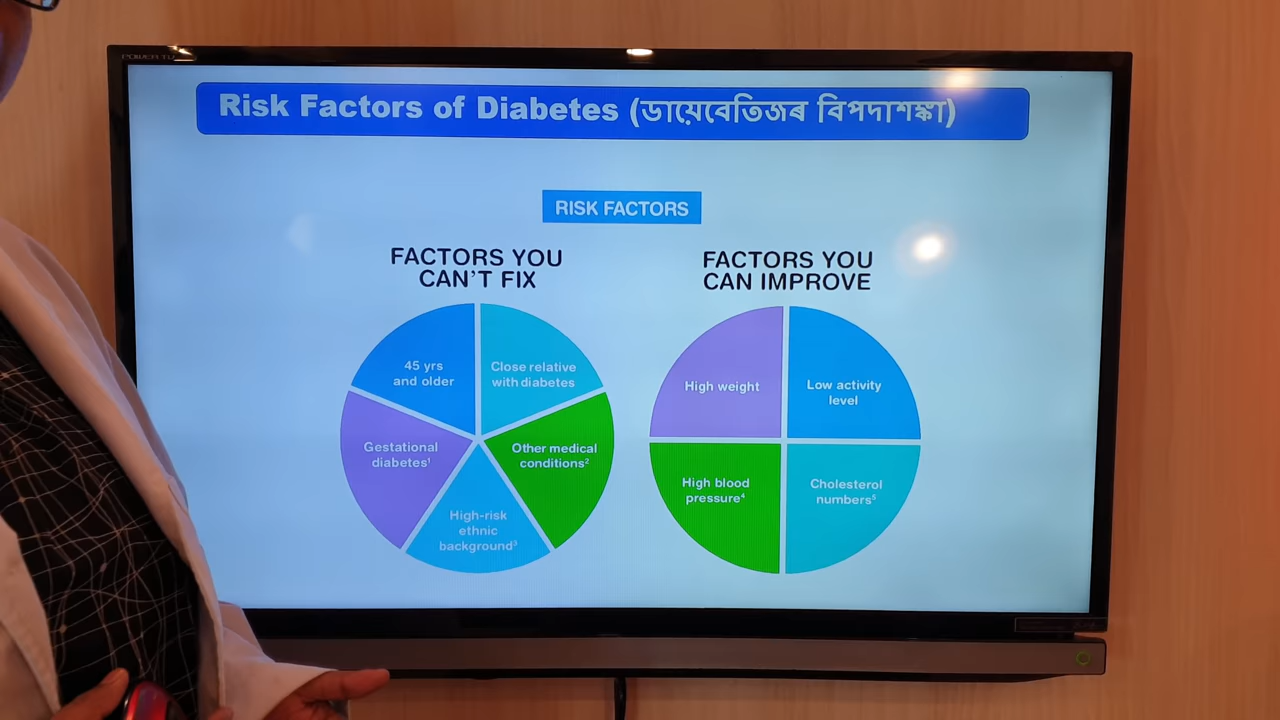 Risk Factors of Diabetes (ডায়েবেতিজৰ বিপদাশঙ্কা)
RISK FACTORS
FACTORS YOU
CAN'T FIX
45 yrs
and older
Close relative
with diabetes
Gestational
diabetes¹
Other medical
conditions²
High-risk
ethnic
background³
FACTORS YOU
CAN IMPROVE
High weight
Low activity
level
High blood
pressure⁴
Cholesterol
numbers⁵